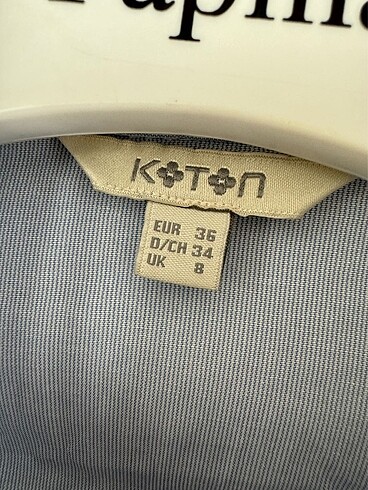 KOTON
EUR 36
D/CH 34
UK 8